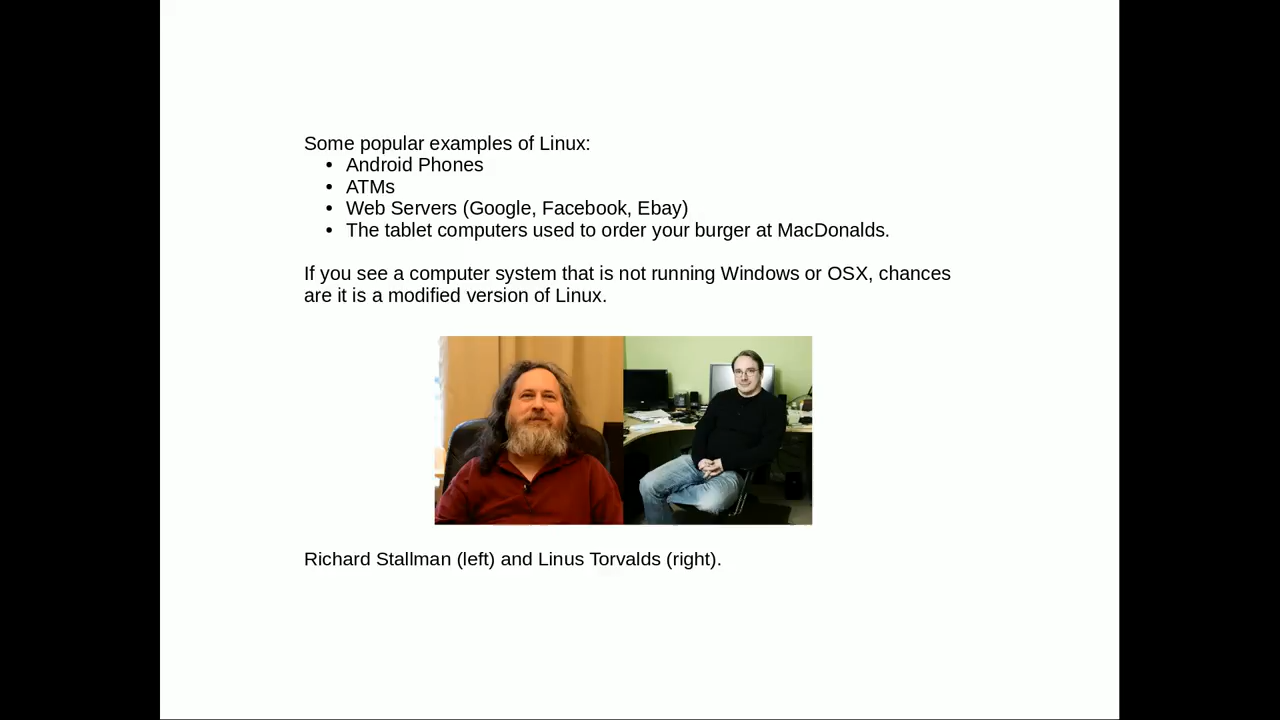 Some popular examples of Linux:
• Android Phones
• ATMs
• Web Servers (Google, Facebook, Ebay)
• The tablet computers used to order your burger at MacDonalds.
If you see a computer system that is not running Windows or OSX, chances
are it is a modified version of Linux.
Richard Stallman (left) and Linus Torvalds (right).